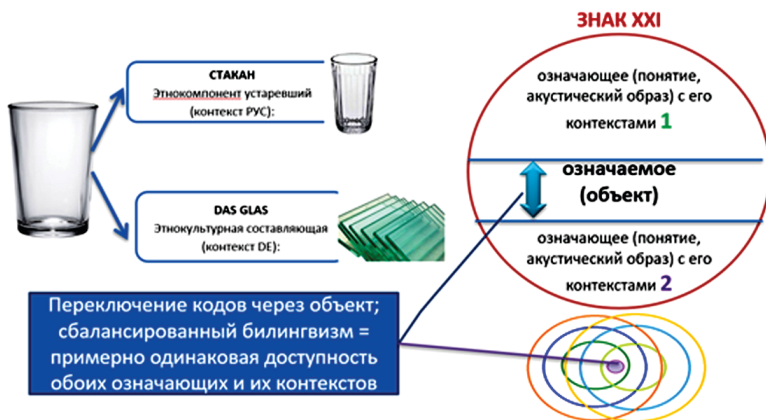 ЗНАК XXI
СТАКАН
Этнокомпонент устаревший
(контекст РУС):
DAS GLAS
Этнокультурная составляющая
(контекст DE):
означающее (понятие,
акустический образ) с его
контекстами 1
означаемое
(объект)
означающее (понятие,
акустический образ) с его
контекстами 2
Переключение кодов через объект;
сбалансированный билингвизм =
примерно одинаковая доступность
обоих означающих и их контекстов